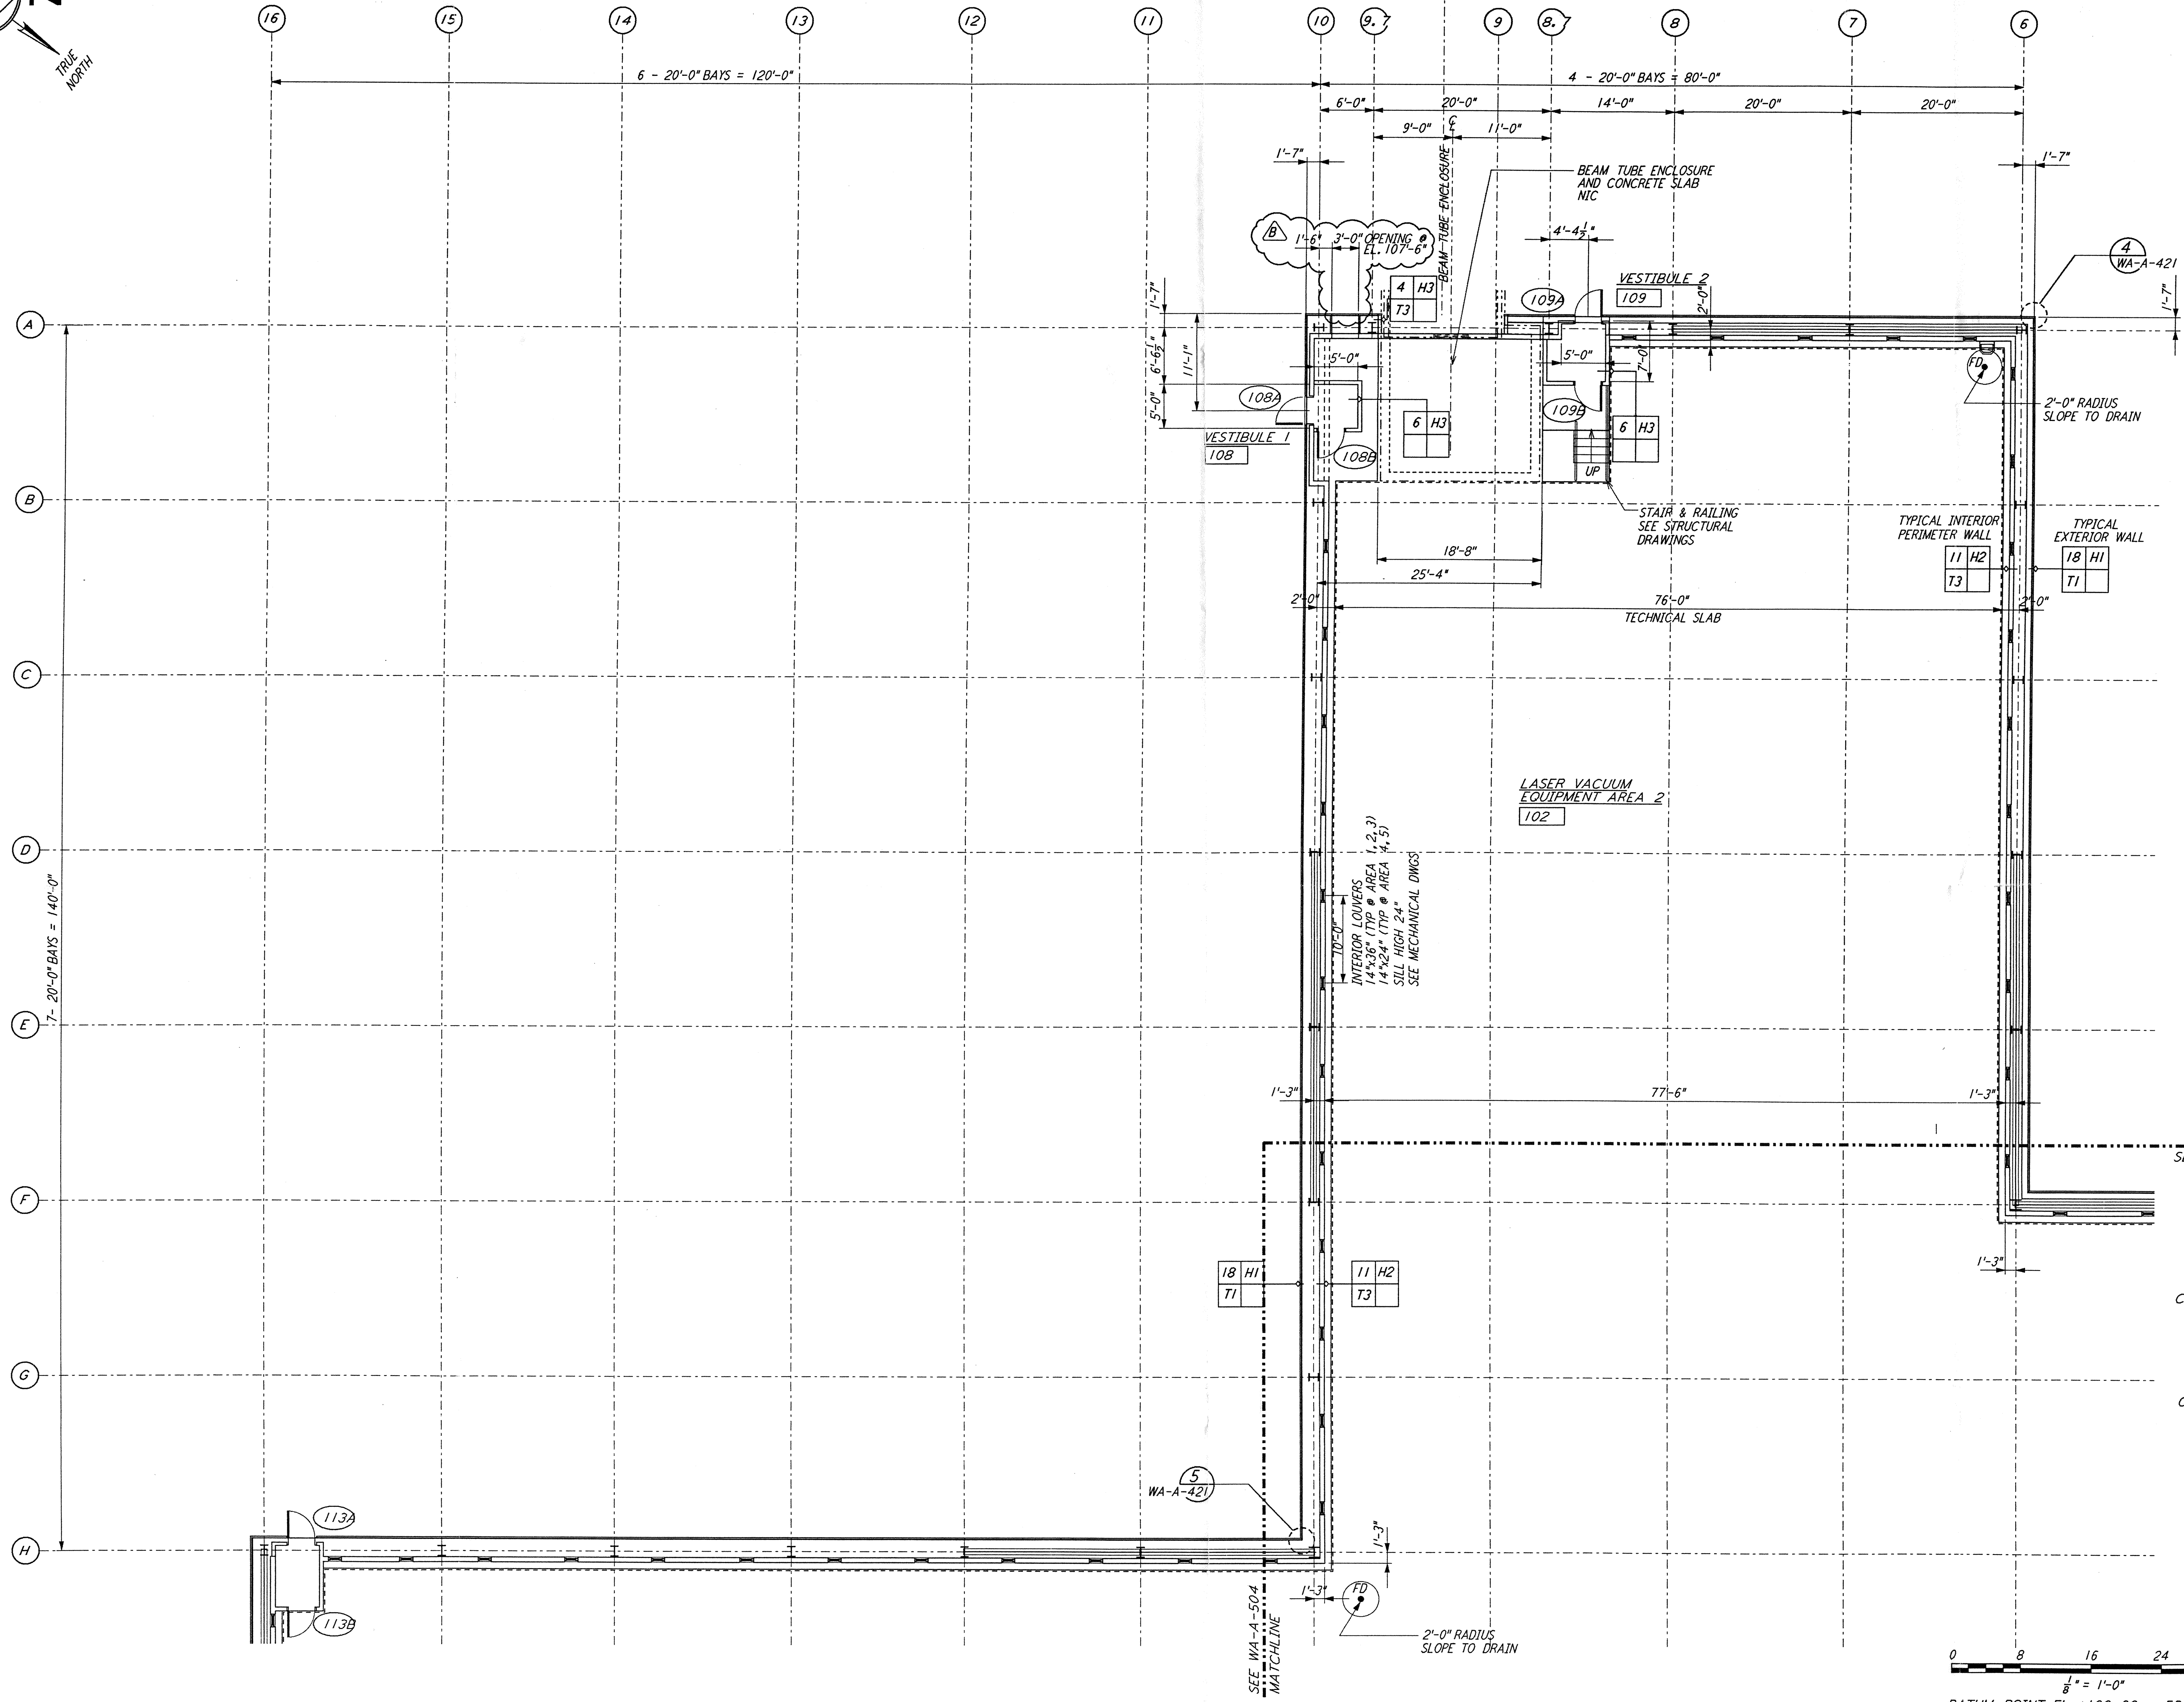 TRUE
NORTH
16
15
14
13
12
11
10
9.7
9
8.7
8
7
6
6 - 20'-0" BAYS = 120'-0"
4 - 20'-0" BAYS = 80'-0"
6'-0"
20'-0"
14'-0"
20'-0"
20'-0"
9'-0"
11'-0"
1'-7"
1'-7"
BEAM TUBE ENCLOSURE
BEAM TUBE ENCLOSURE
AND CONCRETE SLAB
NIC
B
1'-6"
3'-0" OPENING @
EL. 107'-6"
4'-4 1/2"
4
WA-A-421
1'-7"
VESTIBULE 2
109
109A
2'-0"
4 H3
T3
1'-7"
A
6'-6 1/2"
11'-1"
5'-0"
5'-0"
7'-0"
5'-0"
FD
2'-0" RADIUS
SLOPE TO DRAIN
108A
109B
6 H3
6 H3
VESTIBULE 1
108
108B
UP
B
STAIR & RAILING
SEE STRUCTURAL
DRAWINGS
TYPICAL INTERIOR
PERIMETER WALL
11 H2
T3
TYPICAL
EXTERIOR WALL
18 H1
T1
18'-8"
25'-4"
2'-0"
76'-0"
2'-0"
TECHNICAL SLAB
C
LASER VACUUM
EQUIPMENT AREA 2
102
D
7- 20'-0" BAYS = 140'-0"
10'-0"
INTERIOR LOUVERS
14"x36" (TYP @ AREA 1,2,3)
14"x24" (TYP @ AREA 4,5)
SILL HIGH 24"
SEE MECHANICAL DWGS
E
1'-3"
77'-6"
1'-3"
F
1'-3"
18 H1
T1
11 H2
T3
G
5
WA-A-421
113A
H
1'-3"
1'-3"
FD
113B
SEE WA-A-504
MATCHLINE
2'-0" RADIUS
SLOPE TO DRAIN
0 8 16 24
1/8" = 1'-0"